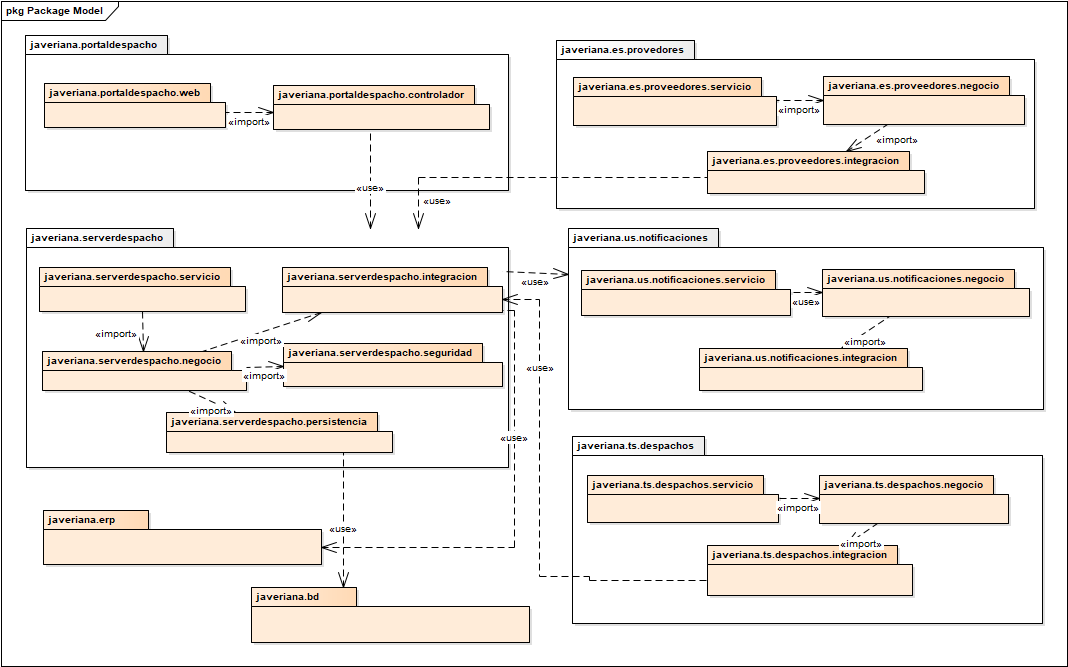 pkg Package Model
javeriana.portaldespacho
javeriana.portaldespacho.web
javeriana.portaldespacho.controlador
«import»
«use»
javeriana.es.provedores
javeriana.es.proveedores.servicio
javeriana.es.proveedores.negocio
«import»
«import»
javeriana.es.proveedores.integracion
«use»
javeriana.serverdespacho
javeriana.serverdespacho.servicio
javeriana.serverdespacho.integracion
«use»
«import»
«import»
javeriana.serverdespacho.negocio
javeriana.serverdespacho.seguridad
«import»
«import»
javeriana.serverdespacho.persistencia
javeriana.us.notificaciones
javeriana.us.notificaciones.servicio
javeriana.us.notificaciones.negocio
«use»
«import»
javeriana.us.notificaciones.integracion
«use»
«use»
javeriana.ts.despachos
javeriana.ts.despachos.servicio
javeriana.ts.despachos.negocio
«import»
«import»
javeriana.ts.despachos.integracion
javeriana.erp
«use»
javeriana.bd